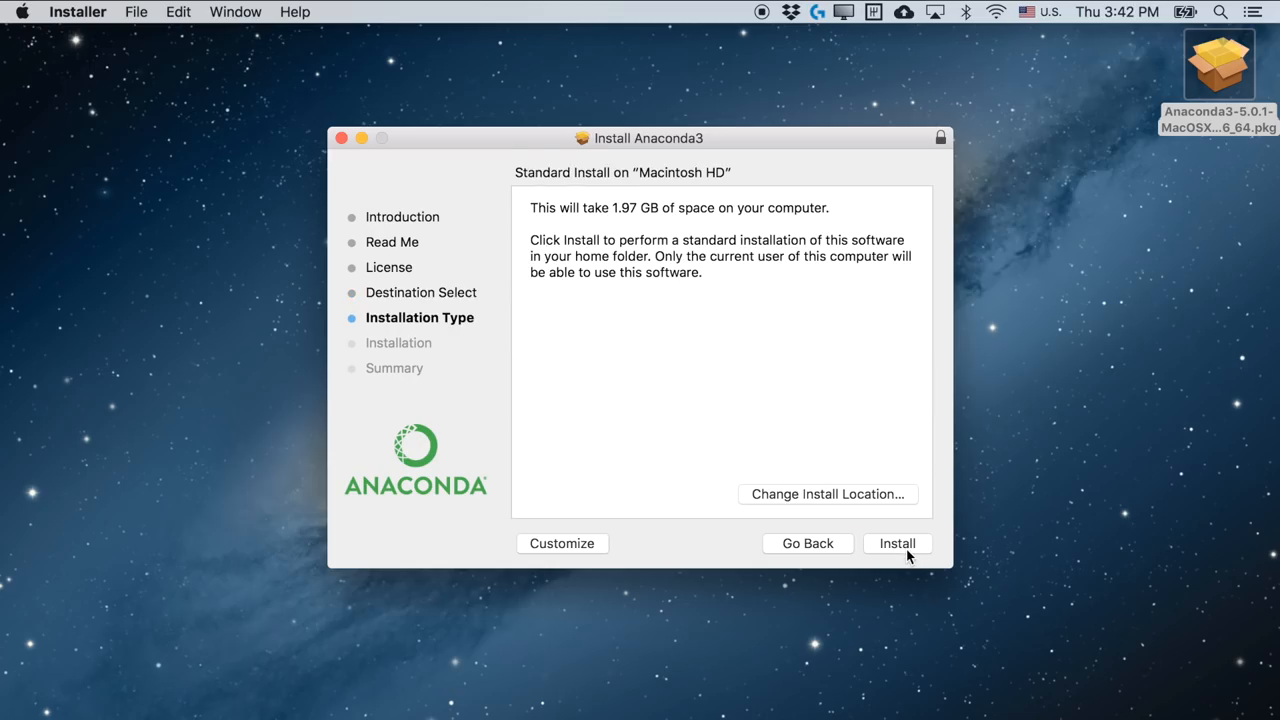 Installer File Edit Window Help U.S. Thu 3:42 PM
Anaconda3-5.0.1-
MacOSX...6_64.pkg
Install Anaconda3
Standard Install on “Macintosh HD”
Introduction
Read Me
License
Destination Select
Installation Type
Installation
Summary
ANACONDA
This will take 1.97 GB of space on your computer.
Click Install to perform a standard installation of this software
in your home folder. Only the current user of this computer will
be able to use this software.
Change Install Location...
Customize Go Back Install